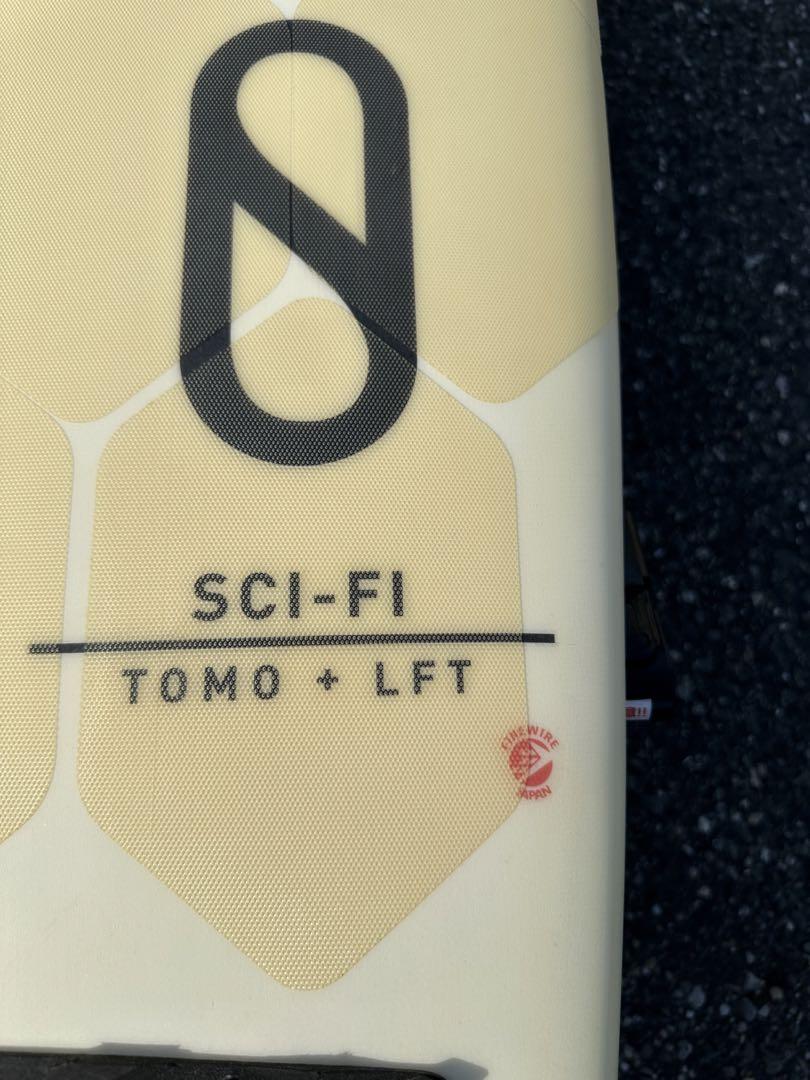 SCI-FI
TOMO + LFT
FIREWIRE
JAPAN